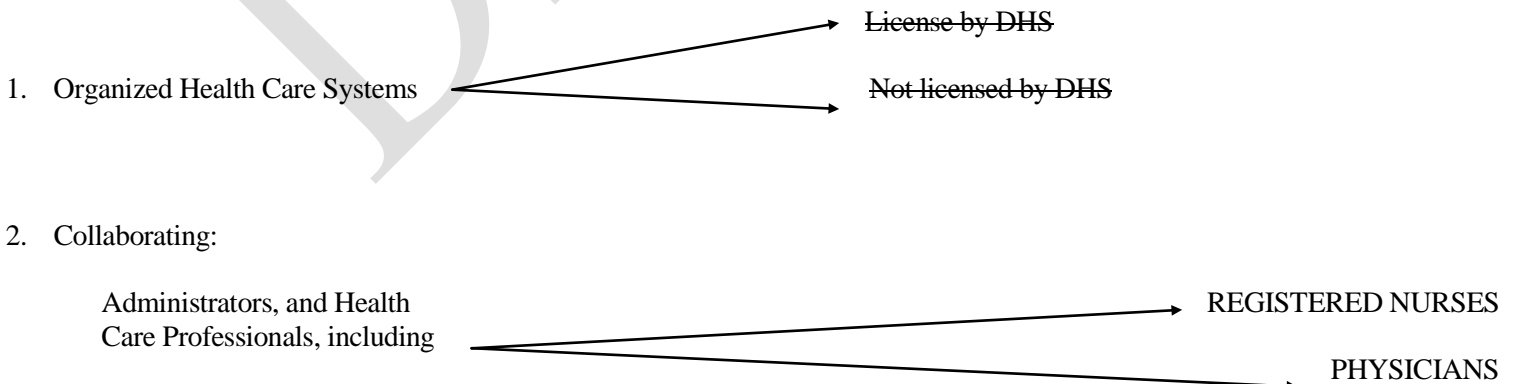 License by DHS
1. Organized Health Care Systems
Not licensed by DHS
2. Collaborating:
Administrators, and Health
REGISTERED NURSES
Care Professionals, including
PHYSICIANS